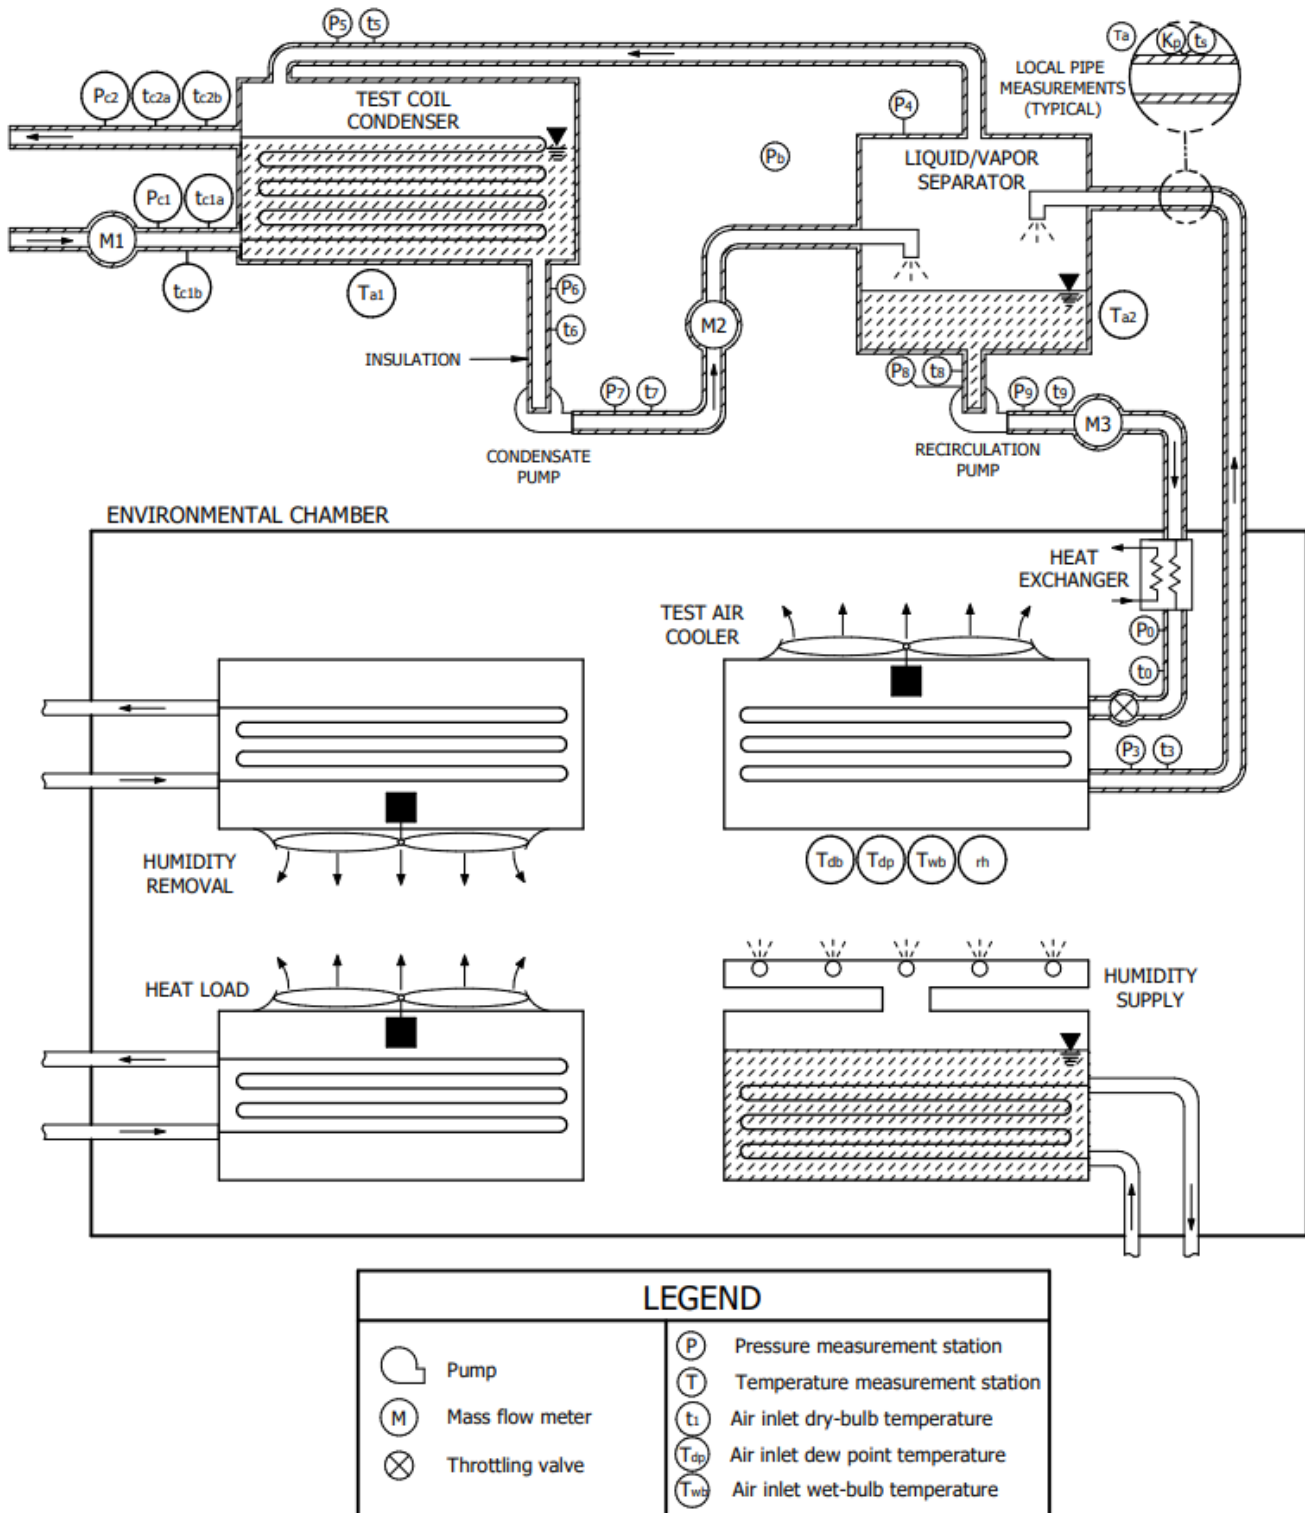 P5 t5
Ta Kp ts
LOCAL PIPE
MEASUREMENTS
(TYPICAL)
Pc2 tc2a tc2b
TEST COIL
CONDENSER
P4
Pb
LIQUID/VAPOR
SEPARATOR
Pc1 tc1a
M1
tc1b
Ta1
P6
t6
M2
Ta2
INSULATION
P7 t7
P8 t8
P9 t9
M3
CONDENSATE
PUMP
RECIRCULATION
PUMP
ENVIRONMENTAL CHAMBER
HEAT
EXCHANGER
TEST AIR
COOLER
P0
t0
P3 t3
HUMIDITY
REMOVAL
Tdb Tdp Twb rh
HEAT LOAD
HUMIDITY
SUPPLY
LEGEND
Pump
M Mass flow meter
Throttling valve
P Pressure measurement station
T Temperature measurement station
t1 Air inlet dry-bulb temperature
Tdp Air inlet dew point temperature
Twb Air inlet wet-bulb temperature